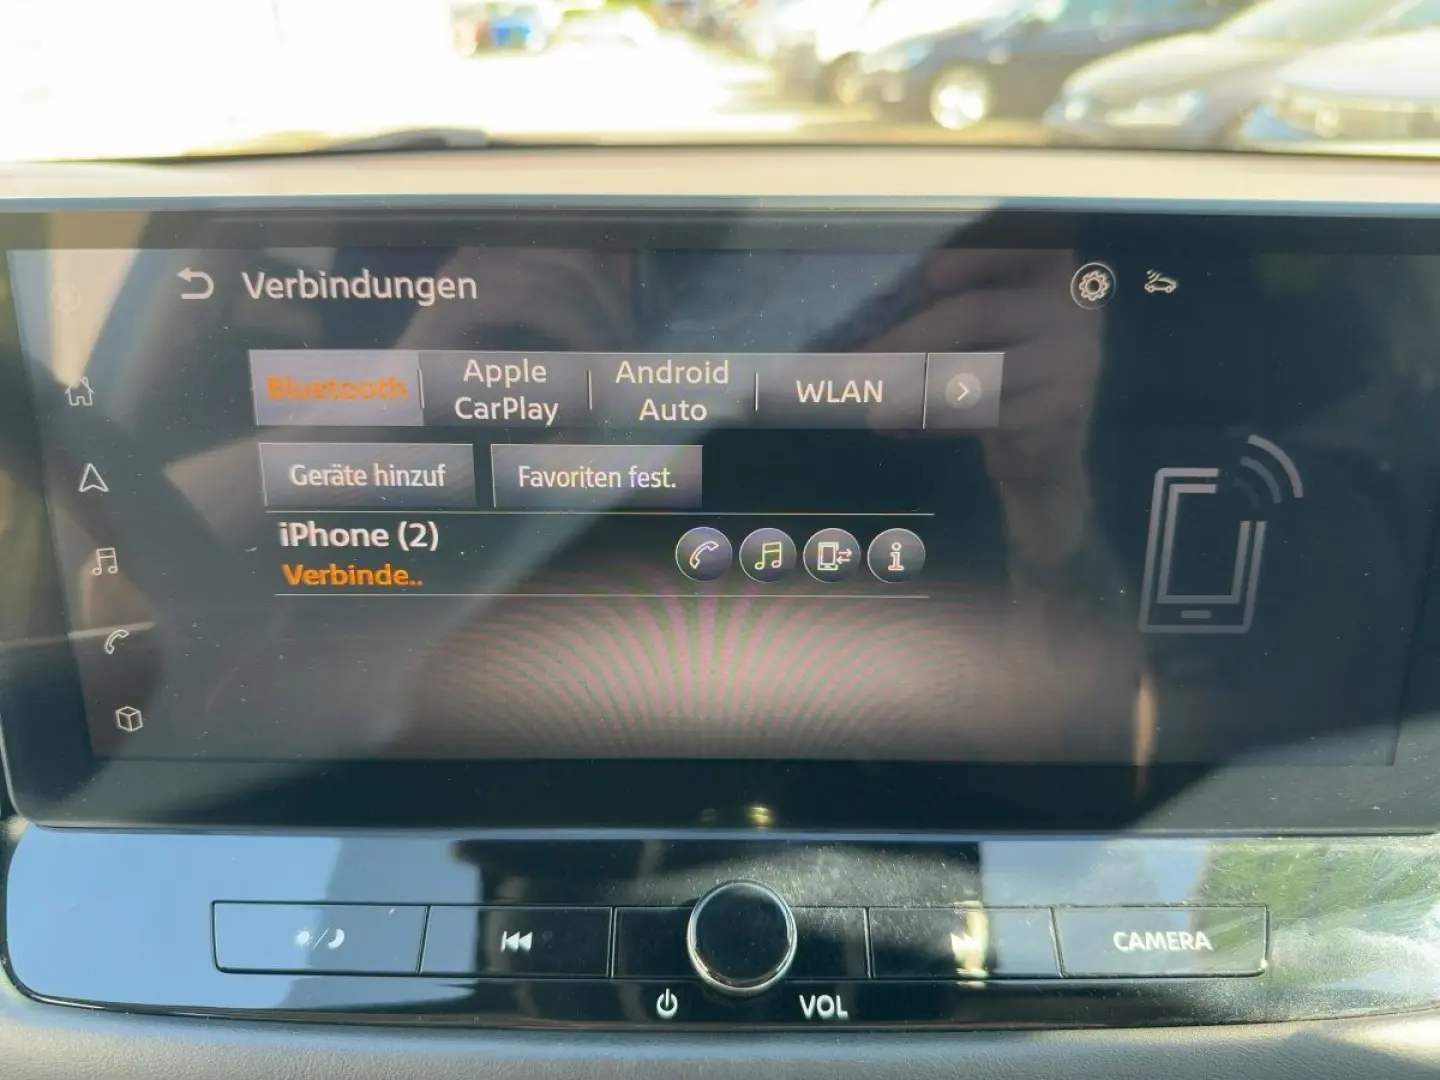 Verbindungen
Bluetooth
Apple
CarPlay
Android
Auto
WLAN
Geräte hinzuf
Favoriten fest.
iPhone (2)
Verbinde..
CAMERA
VOL